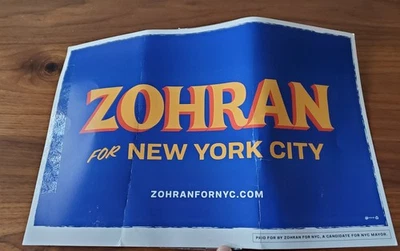 ZOHRAN
FOR NEW YORK CITY
ZOHRANFORNYC.COM
PAID FOR BY ZOHRAN FOR NYC, A CANDIDATE FOR NYC MAYOR.